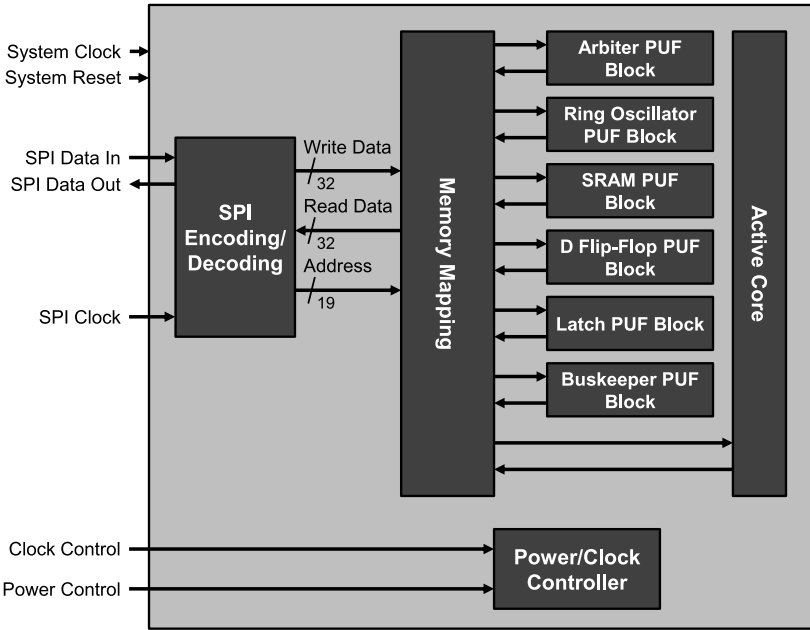 System Clock
System Reset
SPI Data In
SPI Data Out
SPI Clock
Clock Control
Power Control
SPI
Encoding/
Decoding
Write Data
32
Read Data
32
Address
19
Memory Mapping
Arbiter PUF
Block
Ring Oscillator
PUF Block
SRAM PUF
Block
D Flip-Flop PUF
Block
Latch PUF Block
Buskeeper PUF
Block
Active Core
Power/Clock
Controller